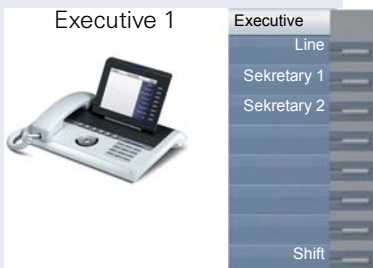 Executive 1
Executive
Line
Sekretary 1
Sekretary 2
Shift